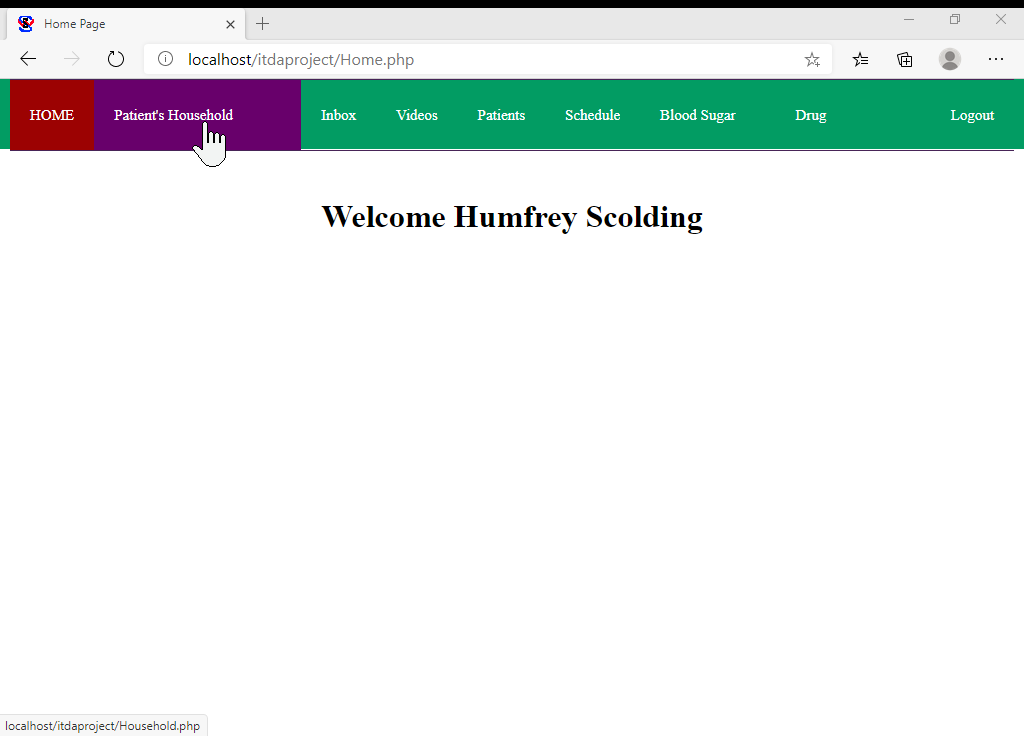 Home Page
localhost/itdaproject/Home.php
HOME Patient's Household Inbox Videos Patients Schedule Blood Sugar Drug Logout
Welcome Humfrey Scolding
localhost/itdaproject/Household.php